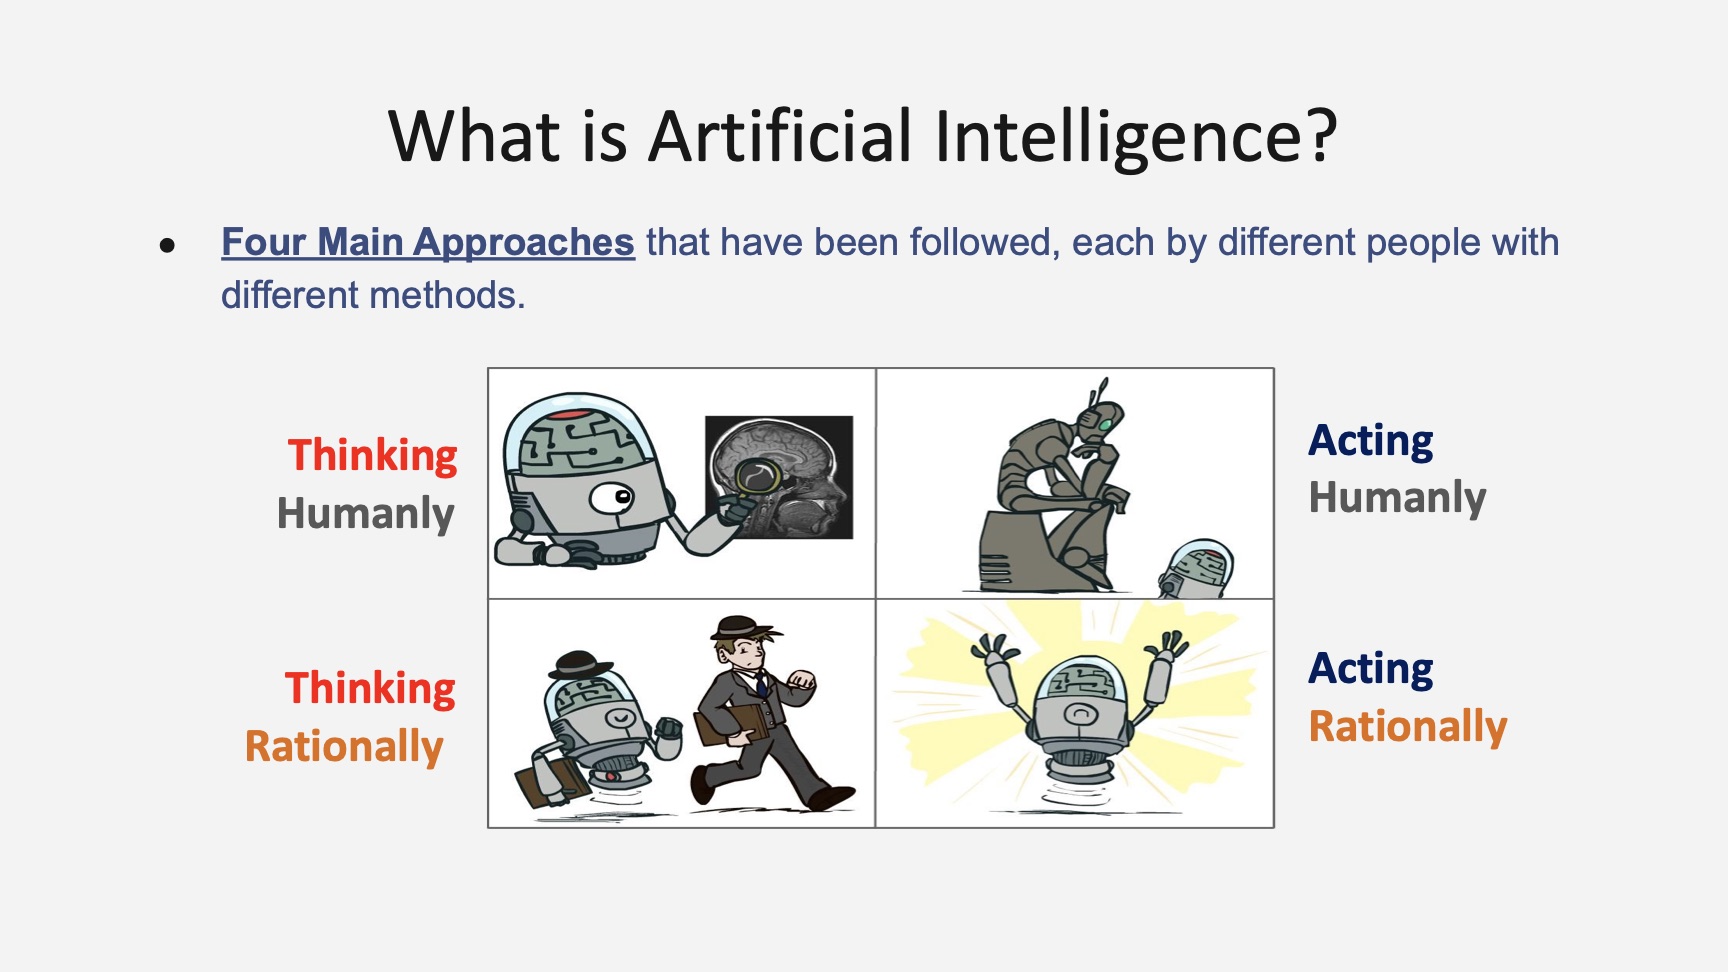 What is Artificial Intelligence?
● Four Main Approaches that have been followed, each by different people with
different methods.
Thinking
Humanly
Acting
Humanly
Thinking
Rationally
Acting
Rationally